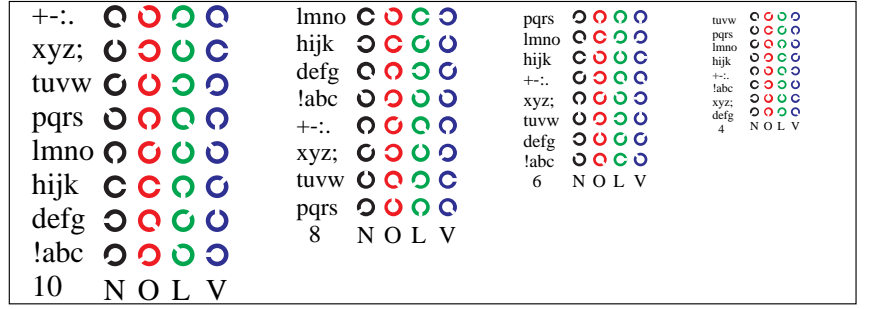 +-:.
xyz;
tuvw
pqrs
lmno
hijk
defg
!abc
10 N O L V
lmno
hijk
defg
!abc
+-:.
xyz;
tuvw
pqrs
8 N O L V
pqrs
lmno
hijk
+-:.
xyz;
tuvw
defg
!abc
6 N O L V
tuvw
pqrs
lmno
hijk
+-:.
!abc
xyz;
defg
4 N O L V